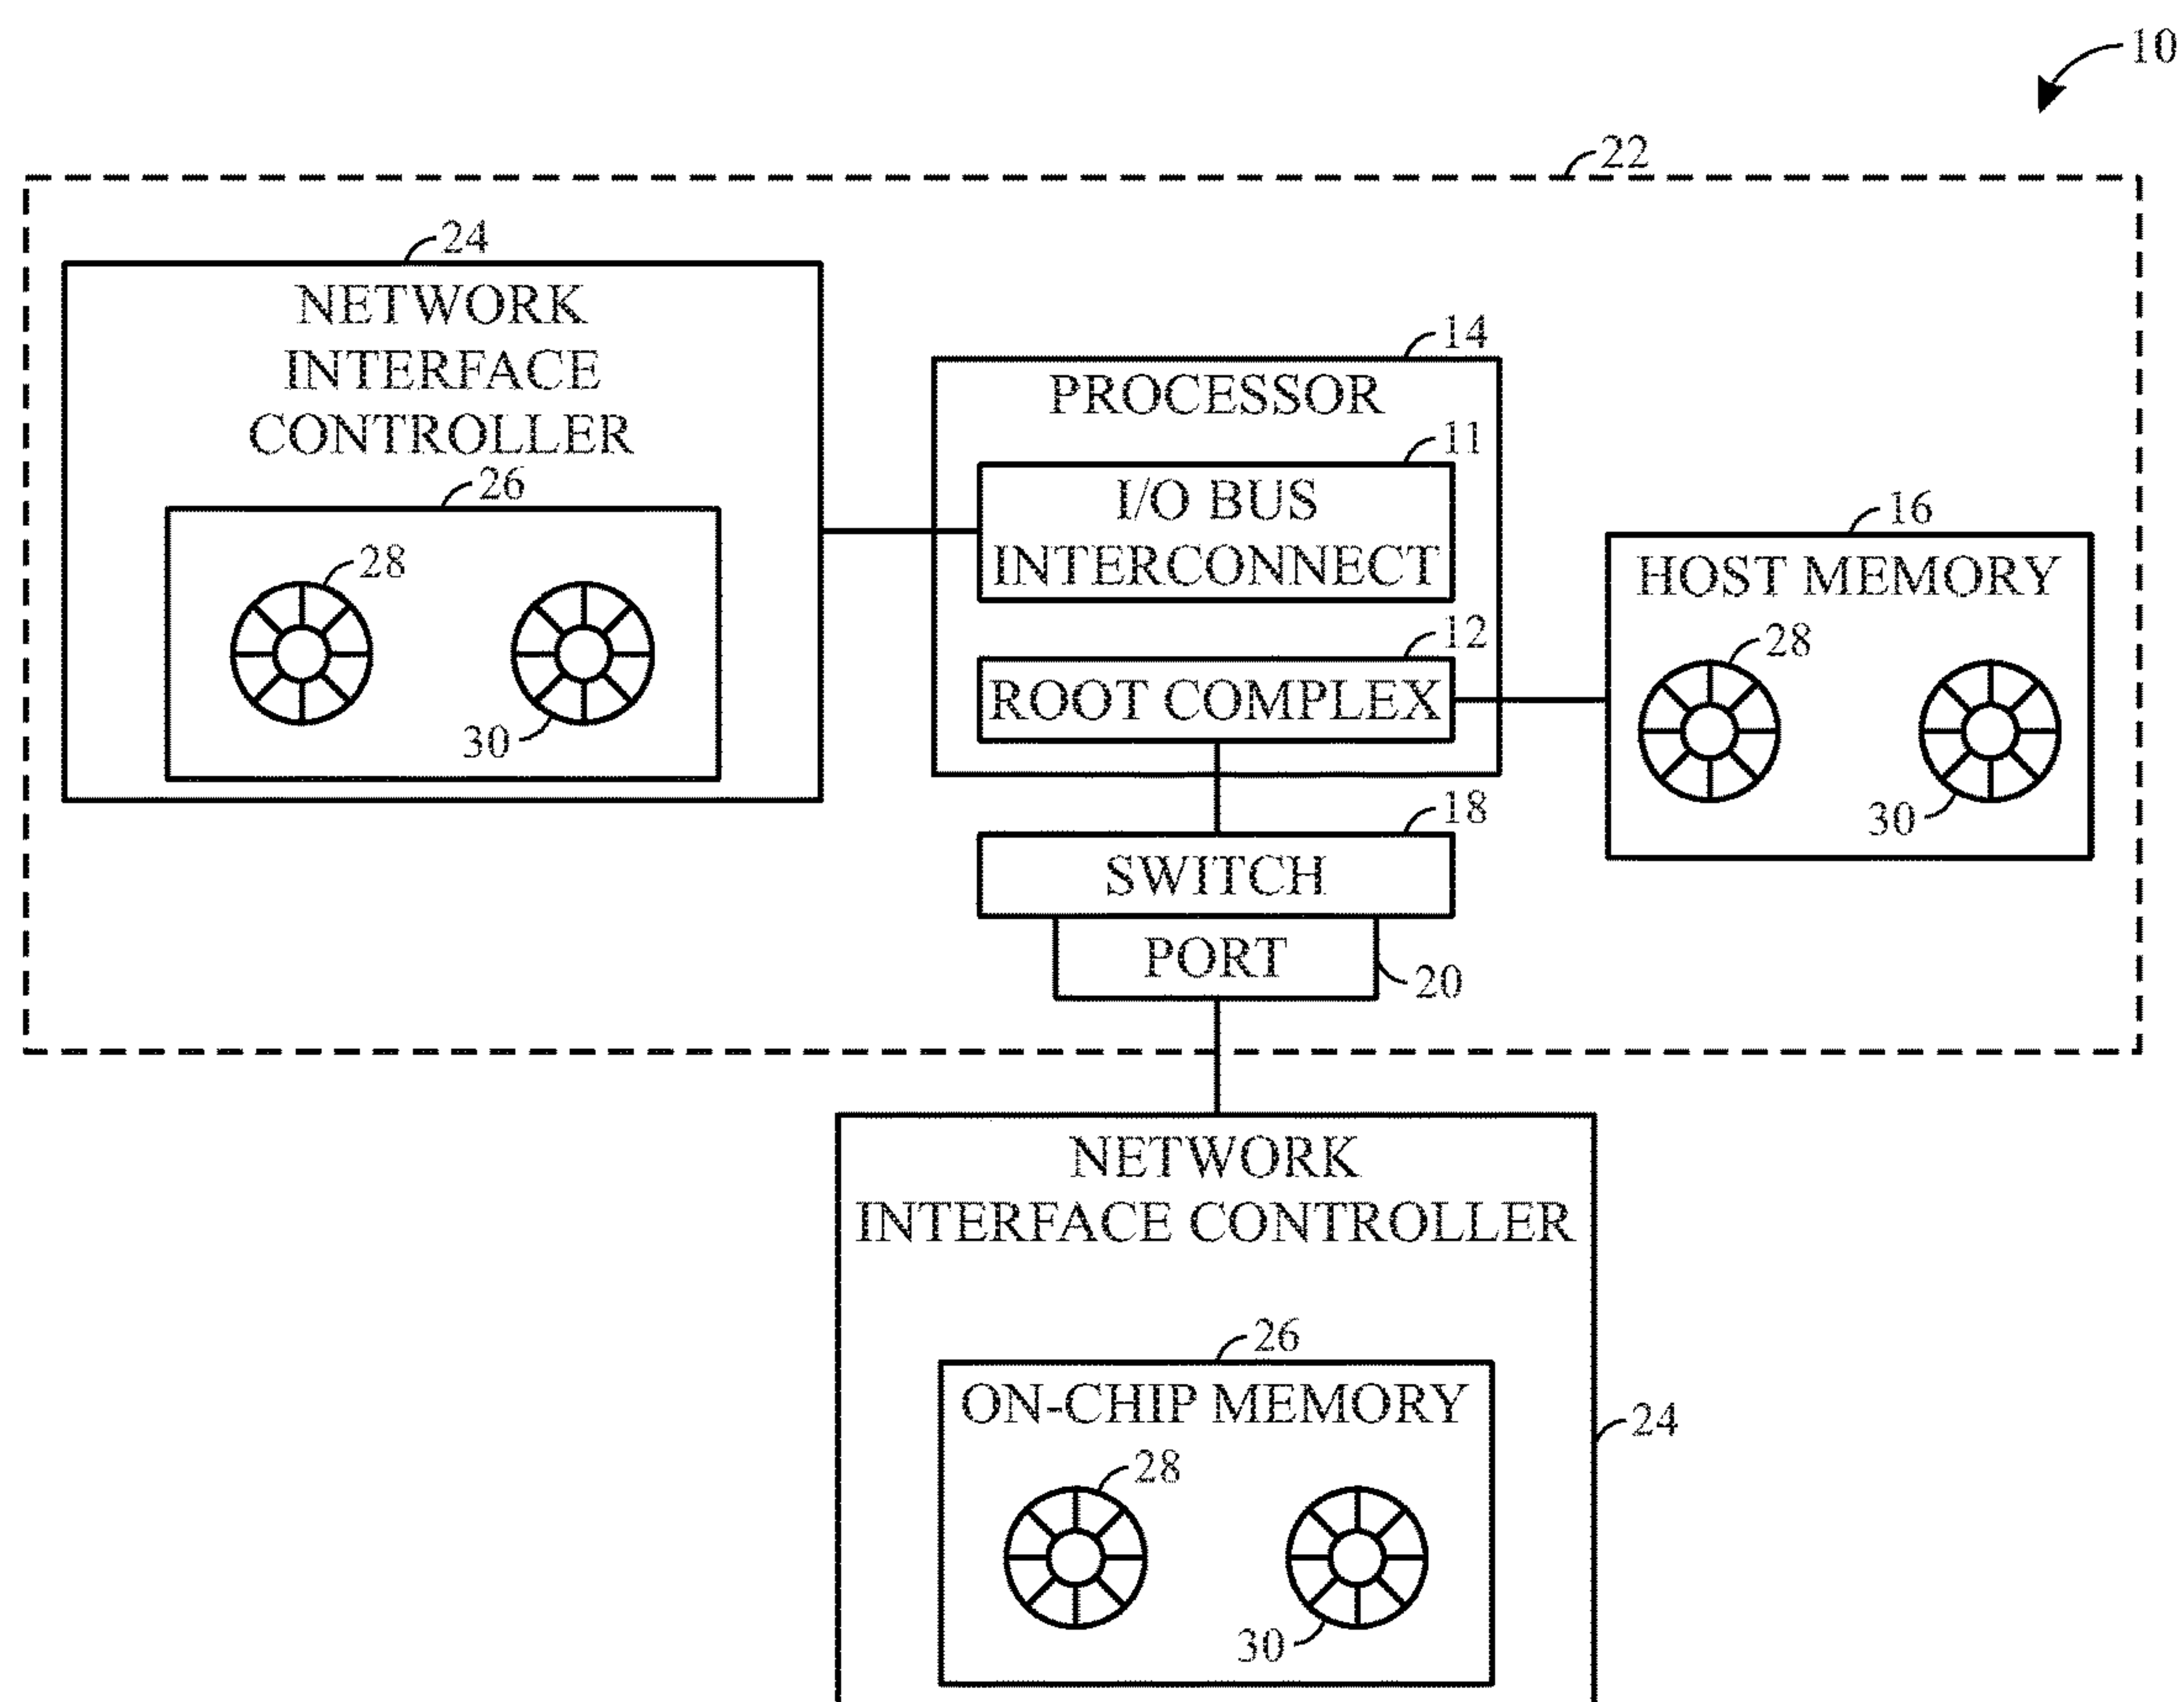 10
22
24
NETWORK
INTERFACE
CONTROLLER
26
28
30
14
PROCESSOR
11
I/O BUS
INTERCONNECT
12
ROOT COMPLEX
16
HOST MEMORY
28
30
18
SWITCH
PORT
20
NETWORK
INTERFACE CONTROLLER
24
26
ON-CHIP MEMORY
28
30